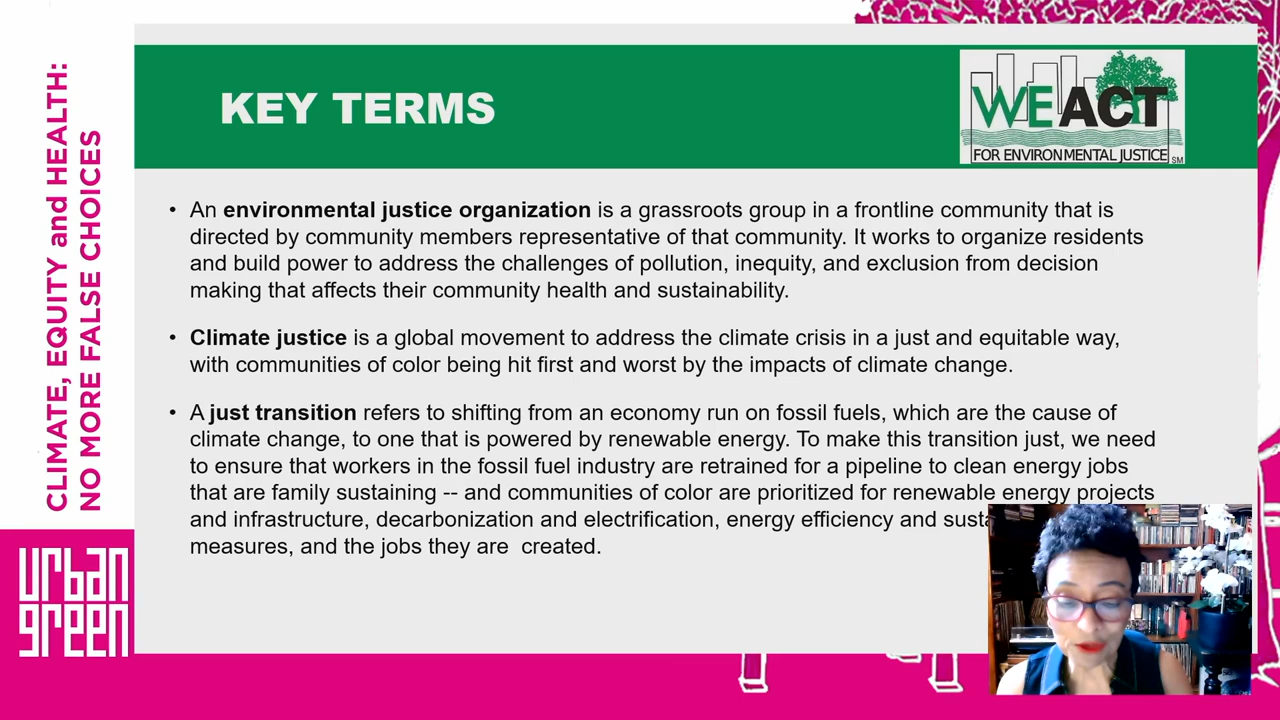 CLIMATE, EQUITY and HEALTH:
NO MORE FALSE CHOICES
urban
green
KEY TERMS
WE ACT
FOR ENVIRONMENTAL JUSTICE SM
• An environmental justice organization is a grassroots group in a frontline community that is
directed by community members representative of that community. It works to organize residents
and build power to address the challenges of pollution, inequity, and exclusion from decision
making that affects their community health and sustainability.
• Climate justice is a global movement to address the climate crisis in a just and equitable way,
with communities of color being hit first and worst by the impacts of climate change.
• A just transition refers to shifting from an economy run on fossil fuels, which are the cause of
climate change, to one that is powered by renewable energy. To make this transition just, we need
to ensure that workers in the fossil fuel industry are retrained for a pipeline to clean energy jobs
that are family sustaining -- and communities of color are prioritized for renewable energy projects
and infrastructure, decarbonization and electrification, energy efficiency and
measures, and the jobs they are created.